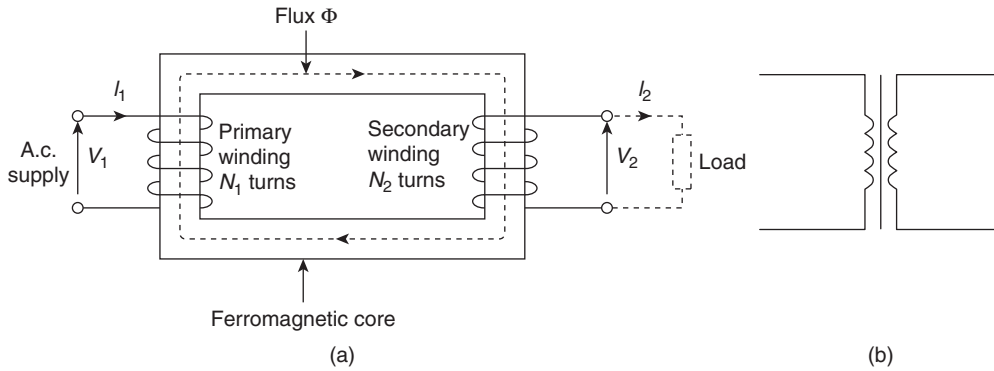 Flux Φ
I1
I2
A.c.
supply
V1
Primary
winding
N1 turns
Secondary
winding
N2 turns
V2
Load
Ferromagnetic core
(a)
(b)